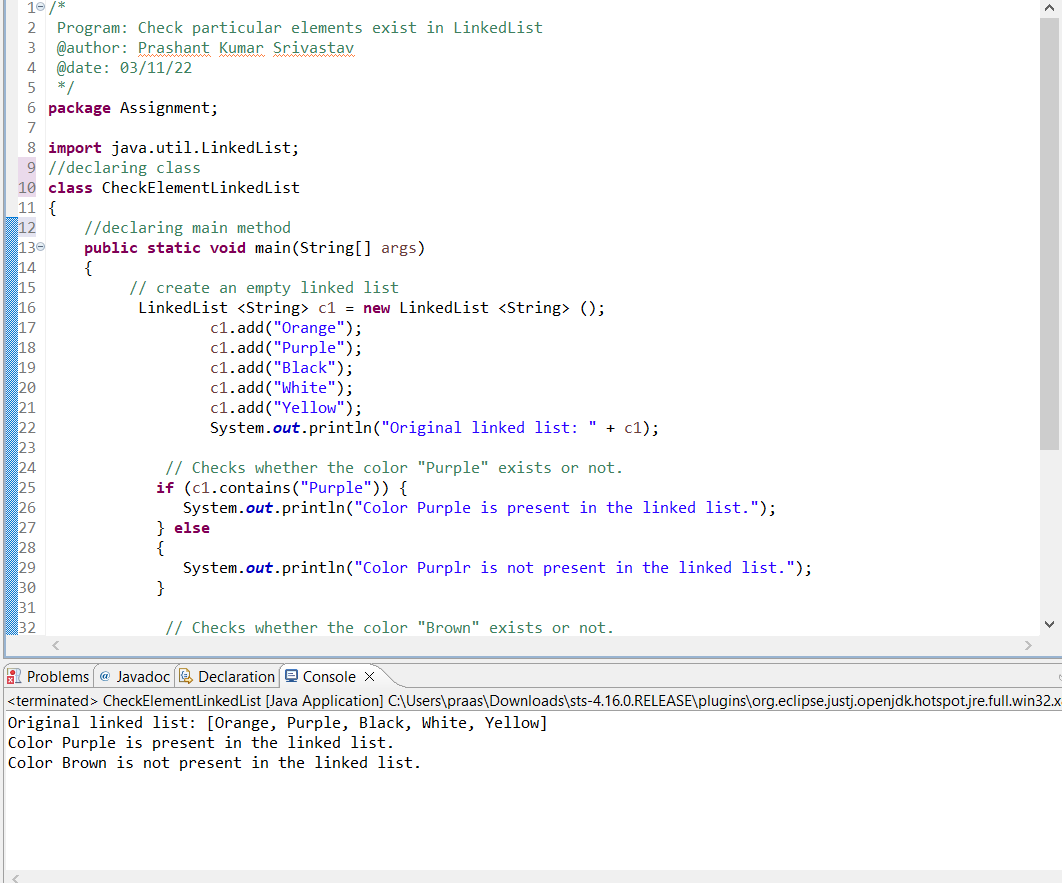 1 /*
2 Program: Check particular elements exist in LinkedList
3 @author: Prashant Kumar Srivastav
4 @date: 03/11/22
5 */
6 package Assignment;
7
8 import java.util.LinkedList;
9 //declaring class
10 class CheckElementLinkedList
11 {
12 //declaring main method
13 public static void main(String[] args)
14 {
15 // create an empty linked list
16 LinkedList <String> c1 = new LinkedList <String> ();
17 c1.add("Orange");
18 c1.add("Purple");
19 c1.add("Black");
20 c1.add("White");
21 c1.add("Yellow");
22 System.out.println("Original linked list: " + c1);
23
24 // Checks whether the color "Purple" exists or not.
25 if (c1.contains("Purple")) {
26 System.out.println("Color Purple is present in the linked list.");
27 } else
28 {
29 System.out.println("Color Purplr is not present in the linked list.");
30 }
31
32 // Checks whether the color "Brown" exists or not.
Problems @ Javadoc Declaration Console
<terminated> CheckElementLinkedList [Java Application] C:\Users\praas\Downloads\sts-4.16.0.RELEASE\plugins\org.eclipse.justj.openjdk.hotspot.jre.full.win32.x
Original linked list: [Orange, Purple, Black, White, Yellow]
Color Purple is present in the linked list.
Color Brown is not present in the linked list.